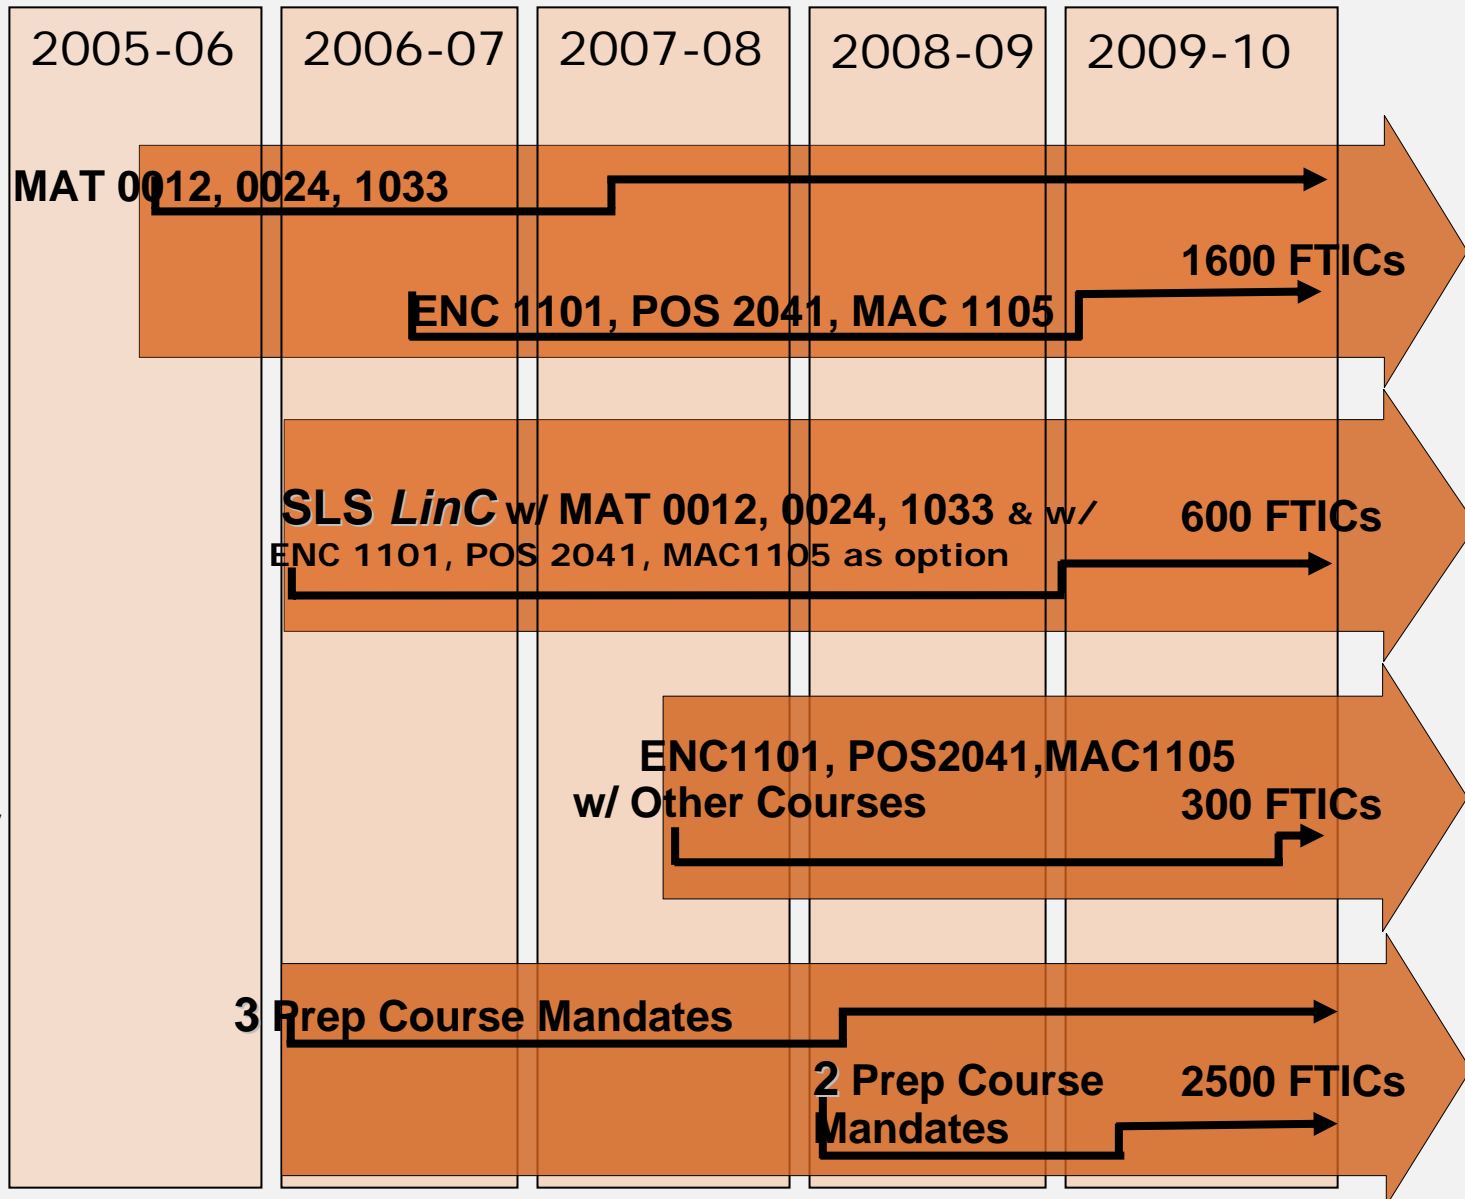 2005-06 2006-07 2007-08 2008-09 2009-10
MAT 0012, 0024, 1033
1600 FTICs
ENC 1101, POS 2041, MAC 1105
SLS LinC w/ MAT 0012, 0024, 1033 & w/
600 FTICs
ENC 1101, POS 2041, MAC1105 as option
ENC1101, POS2041,MAC1105
w/ Other Courses
300 FTICs
3 Prep Course Mandates
2 Prep Course
Mandates
2500 FTICs